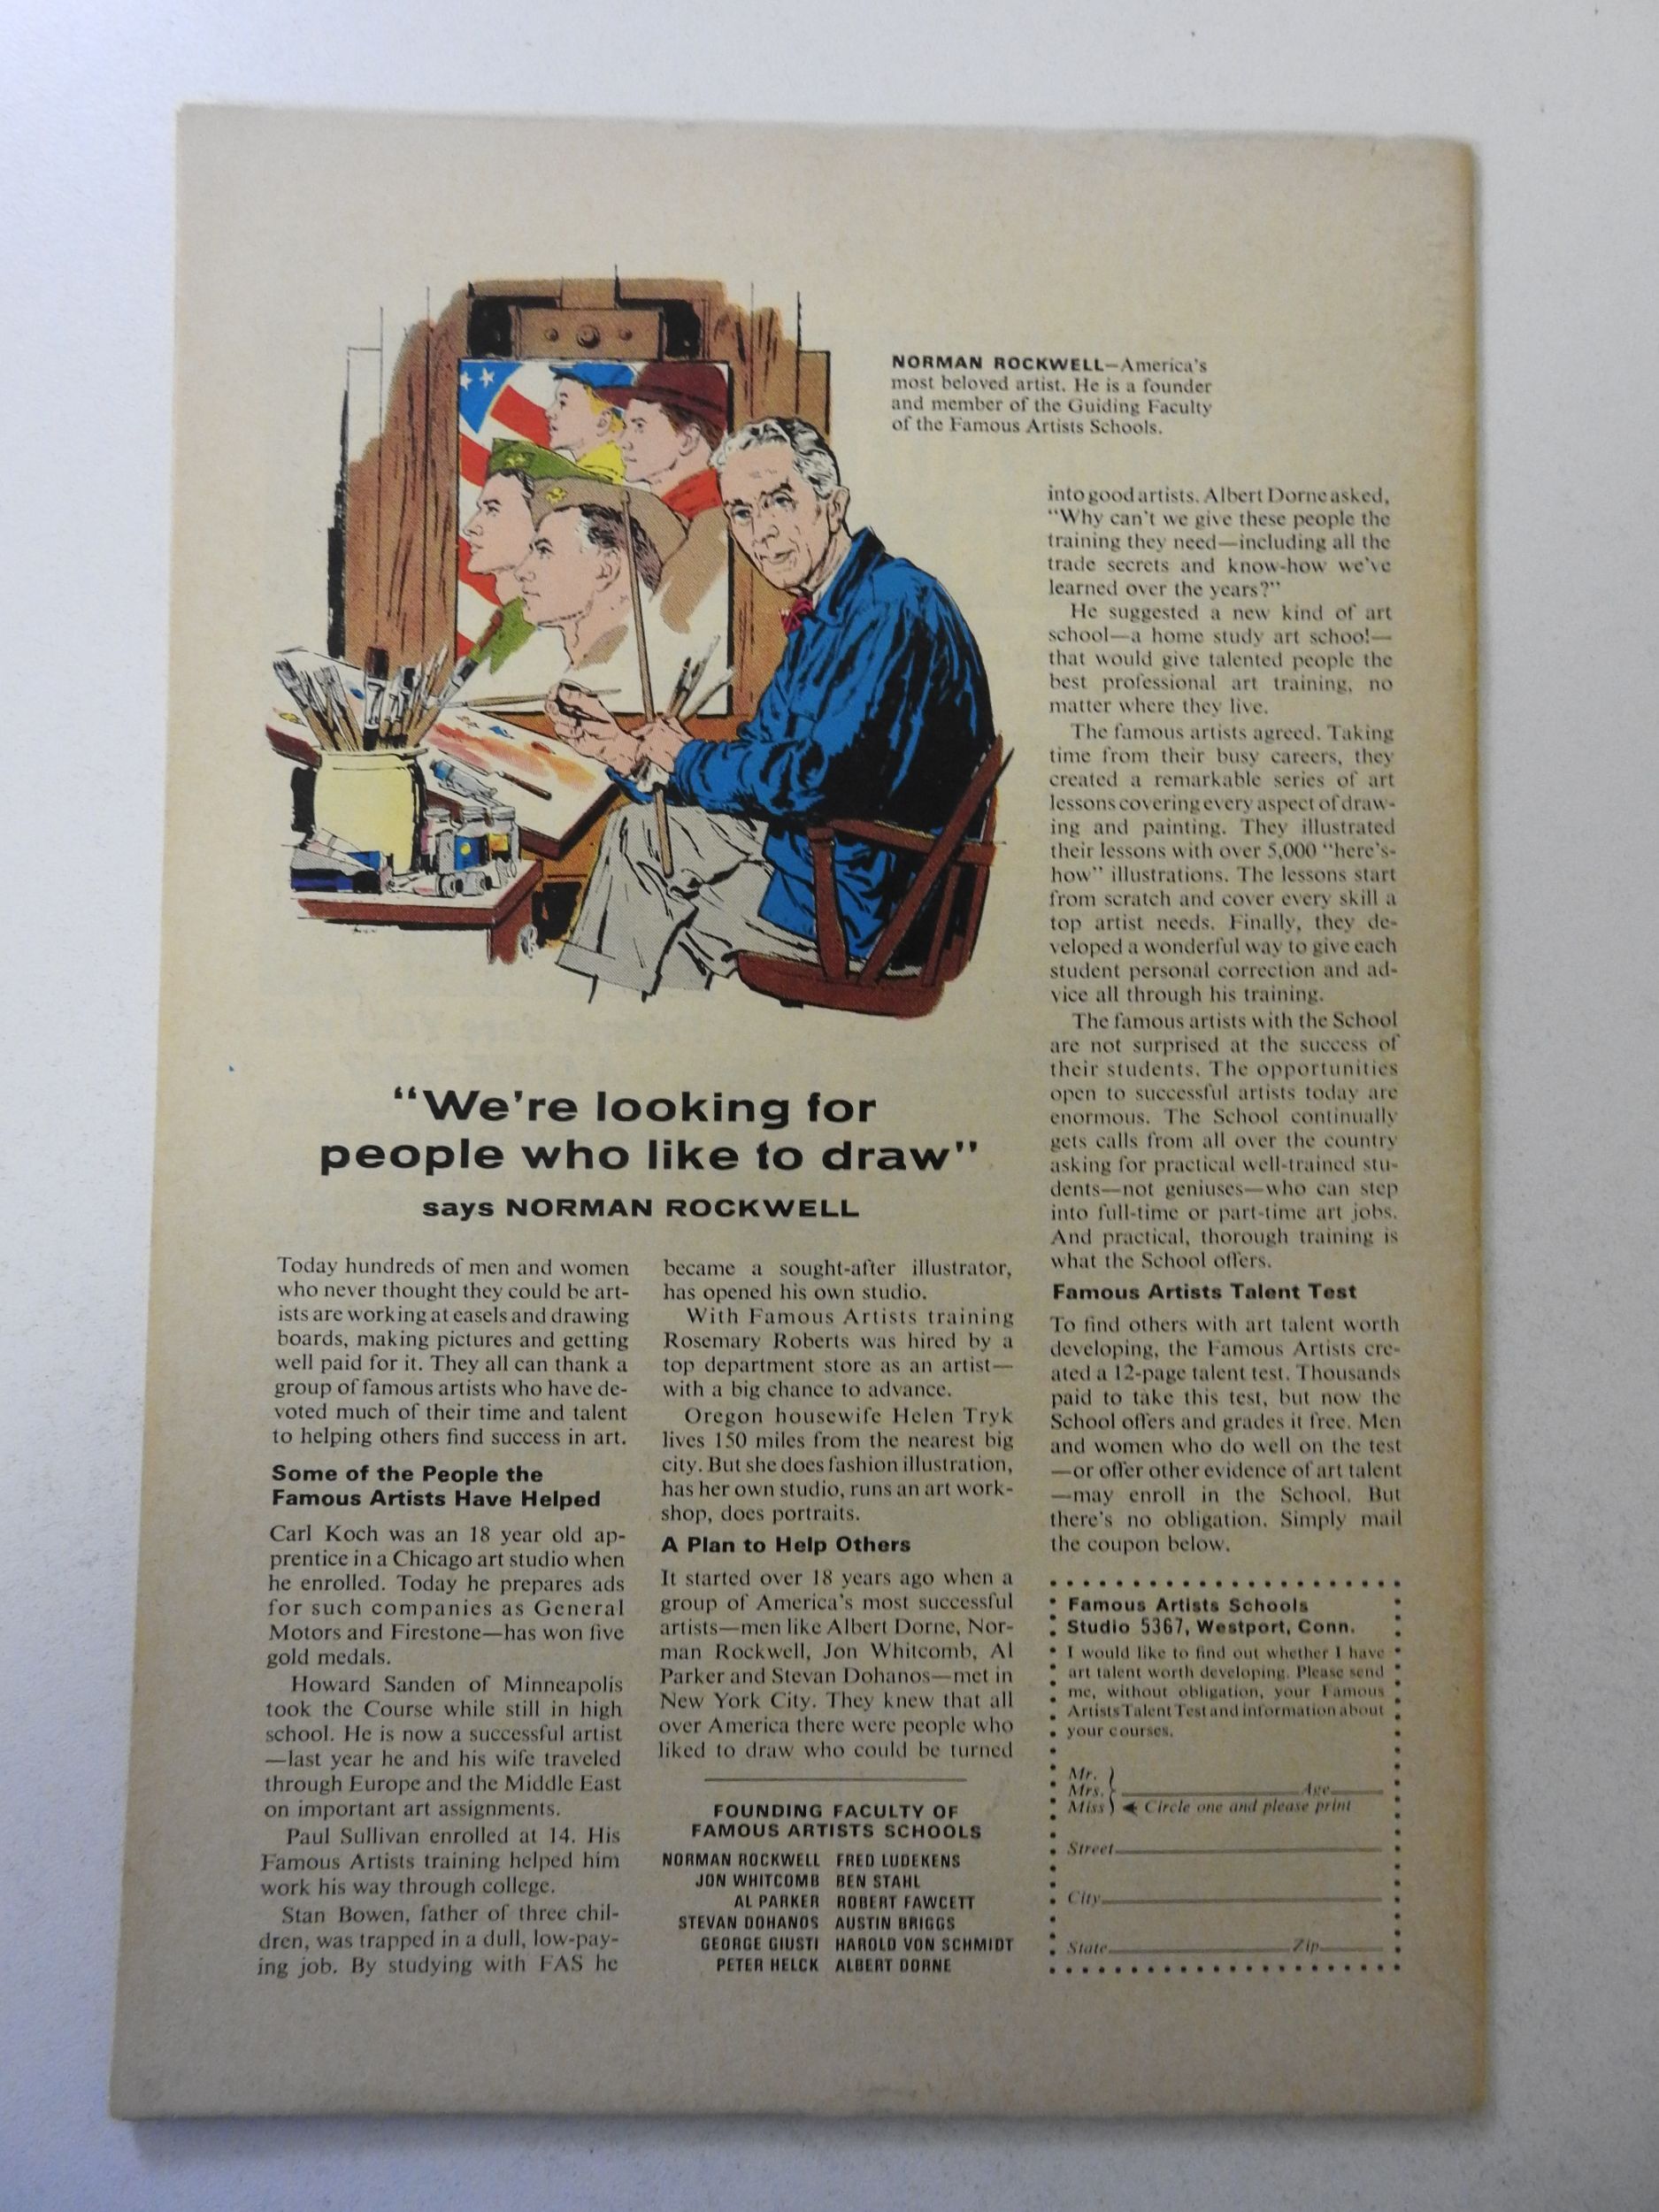 NORMAN ROCKWELL—America's
most beloved artist. He is a founder
and member of the Guiding Faculty
of the Famous Artists Schools.
"We're looking for
people who like to draw"
says NORMAN ROCKWELL
Today hundreds of men and women
who never thought they could be art-
ists are working at easels and drawing
boards, making pictures and getting
well paid for it. They all can thank a
group of famous artists who have de-
voted much of their time and talent
to helping others find success in art.
Some of the People the
Famous Artists Have Helped
Carl Koch was an 18 year old ap-
prentice in a Chicago art studio when
he enrolled. Today he prepares ads
for such companies as General
Motors and Firestone—has won five
gold medals.
Howard Sanden of Minneapolis
took the Course while still in high
school. He is now a successful artist
—last year he and his wife traveled
through Europe and the Middle East
on important art assignments.
Paul Sullivan enrolled at 14. His
Famous Artists training helped him
work his way through college.
Stan Bowen, father of three chil-
dren, was trapped in a dull, low-pay-
ing job. By studying with FAS he
became a sought-after illustrator,
has opened his own studio.
With Famous Artists training
Rosemary Roberts was hired by a
top department store as an artist—
with a big chance to advance.
Oregon housewife Helen Tryk
lives 150 miles from the nearest big
city. But she does fashion illustration,
has her own studio, runs an art work-
shop, does portraits.
A Plan to Help Others
It started over 18 years ago when a
group of America's most successful
artists—men like Albert Dorne, Nor-
man Rockwell, Jon Whitcomb, Al
Parker and Stevan Dohanos—met in
New York City. They knew that all
over America there were people who
liked to draw who could be turned
FOUNDING FACULTY OF
FAMOUS ARTISTS SCHOOLS
NORMAN ROCKWELL FRED LUDEKENS
JON WHITCOMB BEN STAHL
AL PARKER ROBERT FAWCETT
STEVAN DOHANOS AUSTIN BRIGGS
GEORGE GIUSTI HAROLD VON SCHMIDT
PETER HELCK ALBERT DORNE
into good artists. Albert Dorne asked,
"Why can't we give these people the
training they need—including all the
trade secrets and know-how we've
learned over the years?"
He suggested a new kind of art
school—a home study art school—
that would give talented people the
best professional art training, no
matter where they live.
The famous artists agreed. Taking
time from their busy careers, they
created a remarkable series of art
lessons covering every aspect of draw-
ing and painting. They illustrated
their lessons with over 5,000 "here's-
how" illustrations. The lessons start
from scratch and cover every skill a
top artist needs. Finally, they de-
veloped a wonderful way to give each
student personal correction and ad-
vice all through his training.
The famous artists with the School
are not surprised at the success of
their students. The opportunities
open to successful artists today are
enormous. The School continually
gets calls from all over the country
asking for practical well-trained stu-
dents—not geniuses—who can step
into full-time or part-time art jobs.
And practical, thorough training is
what the School offers.
Famous Artists Talent Test
To find others with art talent worth
developing, the Famous Artists cre-
ated a 12-page talent test. Thousands
paid to take this test, but now the
School offers and grades it free. Men
and women who do well on the test
—or offer other evidence of art talent
—may enroll in the School. But
there's no obligation. Simply mail
the coupon below.
Famous Artists Schools
Studio 5367, Westport, Conn.
I would like to find out whether I have
art talent worth developing. Please send
me, without obligation, your Famous
Artists Talent Test and information about
your courses.
Mr.
Mrs. Age
Miss Circle one and please print
Street
City
State Zip